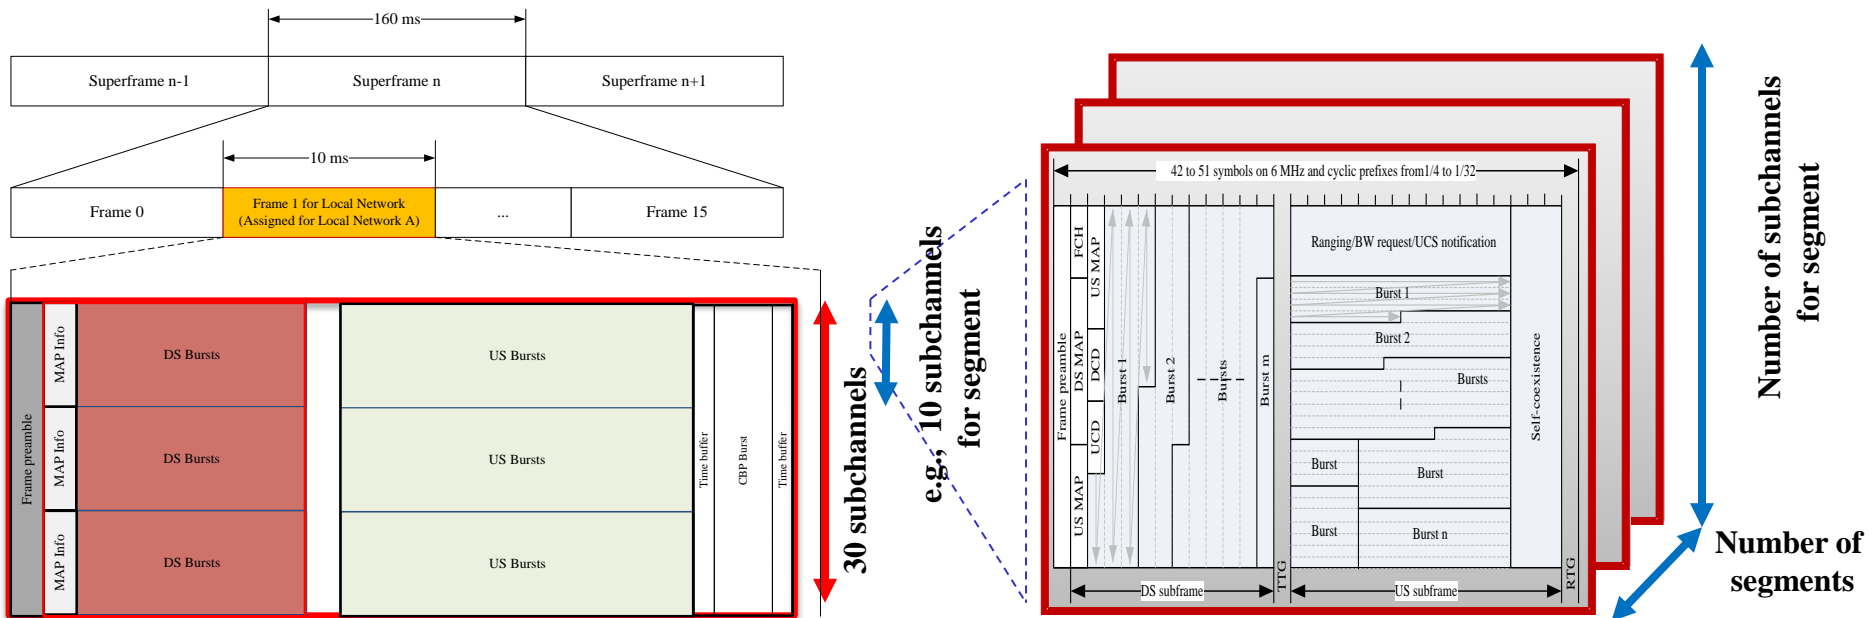 160 ms
Superframe n-1
Superframe n
Superframe n+1
10 ms
Frame 0
Frame 1 for Local Network
(Assigned for Local Network A)
...
Frame 15
Frame preamble
MAP Info
DS Bursts
US Bursts
MAP Info
DS Bursts
US Bursts
MAP Info
DS Bursts
US Bursts
Time buffer
CBP Burst
Time buffer
30 subchannels
e.g., 10 subchannels
for segment
42 to 51 symbols on 6 MHz and cyclic prefixes from1/4 to 1/32
Frame preamble
FCH
DS MAP
US MAP
US MAP
DCD
UCD
Burst 1
Burst 2
Bursts
Burst m
TTG
Ranging/BW request/UCS notification
Burst 1
Burst 2
Bursts
Burst
Burst
Burst
Burst n
Self-coexistence
RTG
DS subframe
US subframe
Number of subchannels
for segment
Number of
segments